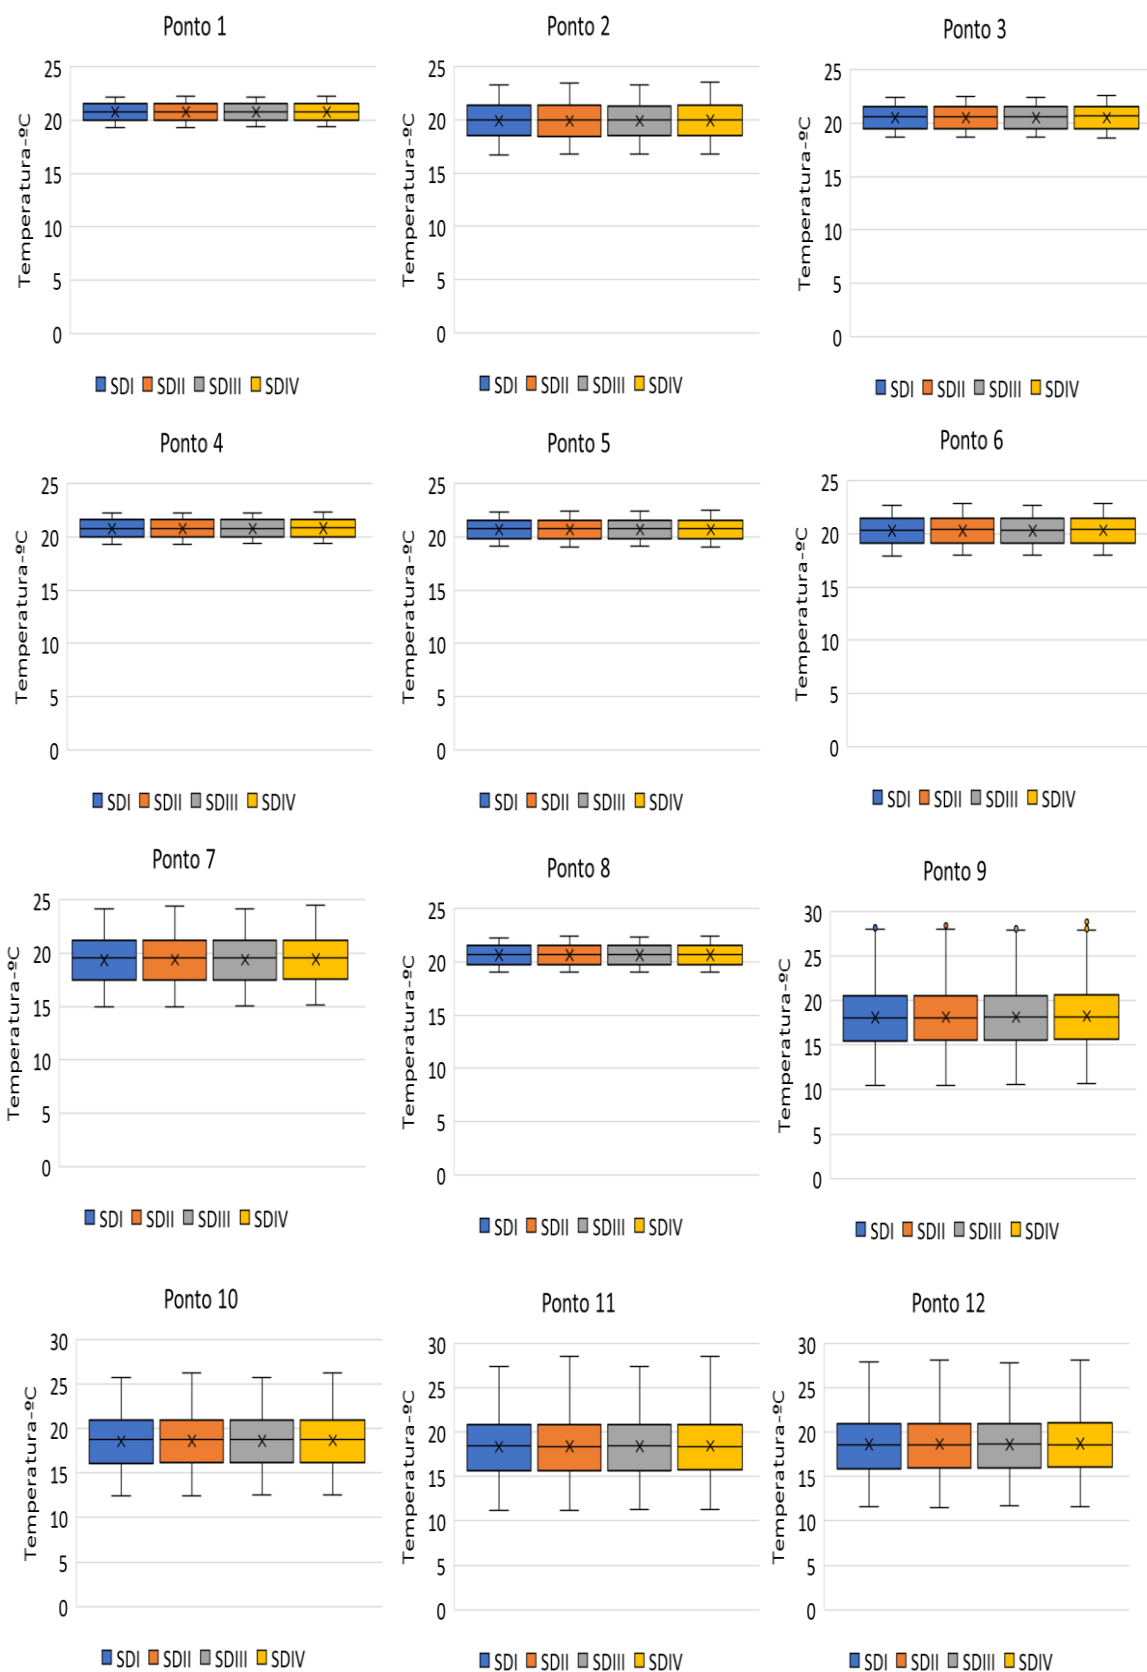 Ponto 1
25
20
15
10
5
0
Temperatura-ºC
SDI SDII SDIII SDIV
Ponto 2
25
20
15
10
5
0
Temperatura-ºC
SDI SDII SDIII SDIV
Ponto 3
25
20
15
10
5
0
Temperatura-ºC
SDI SDII SDIII SDIV
Ponto 4
25
20
15
10
5
0
Temperatura-ºC
SDI SDII SDIII SDIV
Ponto 5
25
20
15
10
5
0
Temperatura-ºC
SDI SDII SDIII SDIV
Ponto 6
25
20
15
10
5
0
Temperatura-ºC
SDI SDII SDIII SDIV
Ponto 7
25
20
15
10
5
0
Temperatura-ºC
SDI SDII SDIII SDIV
Ponto 8
25
20
15
10
5
0
Temperatura-ºC
SDI SDII SDIII SDIV
Ponto 9
30
25
20
15
10
5
0
Temperatura-ºC
SDI SDII SDIII SDIV
Ponto 10
30
25
20
15
10
5
0
Temperatura-ºC
SDI SDII SDIII SDIV
Ponto 11
30
25
20
15
10
5
0
Temperatura-ºC
SDI SDII SDIII SDIV
Ponto 12
30
25
20
15
10
5
0
Temperatura-ºC
SDI SDII SDIII SDIV